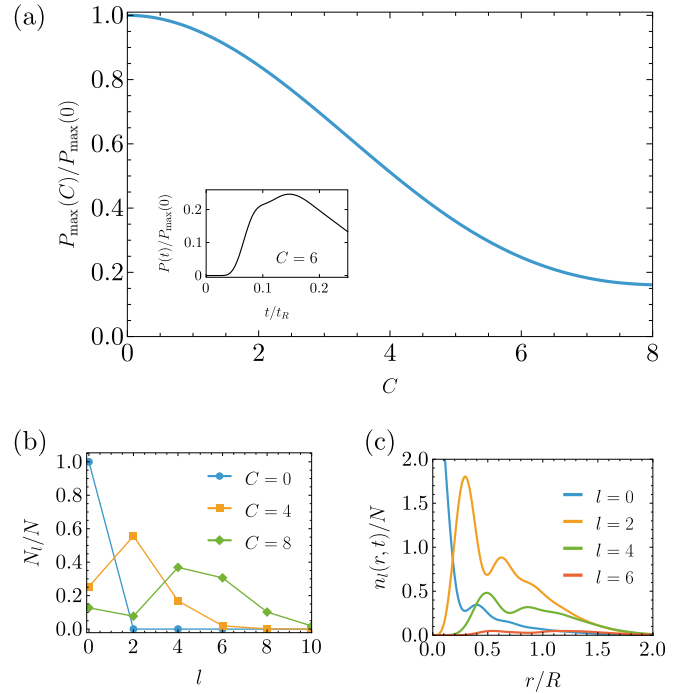 (a)
P_max(C)/P_max(0)
1.0
0.8
0.6
0.4
0.2
0.0
0 2 4 6 8
C
P(t)/P_max(0)
0.2
0.1
0
0 0.1 0.2
t/t_R
C = 6
(b)
N_l/N
1.0
0.8
0.6
0.4
0.2
0.0
0 2 4 6 8 10
l
C = 0
C = 4
C = 8
(c)
n_l(r, t)/N
2.0
1.5
1.0
0.5
0.0
0.0 0.5 1.0 1.5 2.0
r/R
l = 0
l = 2
l = 4
l = 6